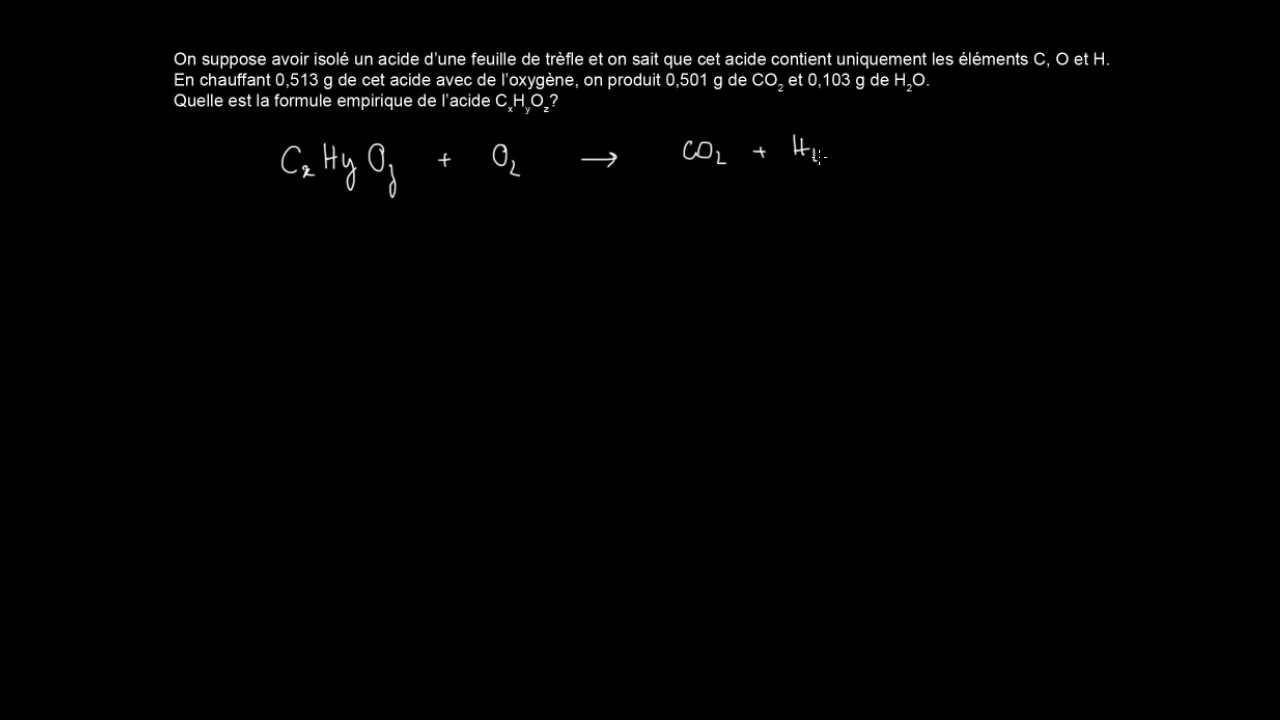 On suppose avoir isolé un acide d'une feuille de trèfle et on sait que cet acide contient uniquement les éléments C, O et H.
En chauffant 0,513 g de cet acide avec de l'oxygène, on produit 0,501 g de CO₂ et 0,103 g de H₂O.
Quelle est la formule empirique de l'acide CₓHᵧO_z?
CₓHᵧO_z + O₂ → CO₂ + H